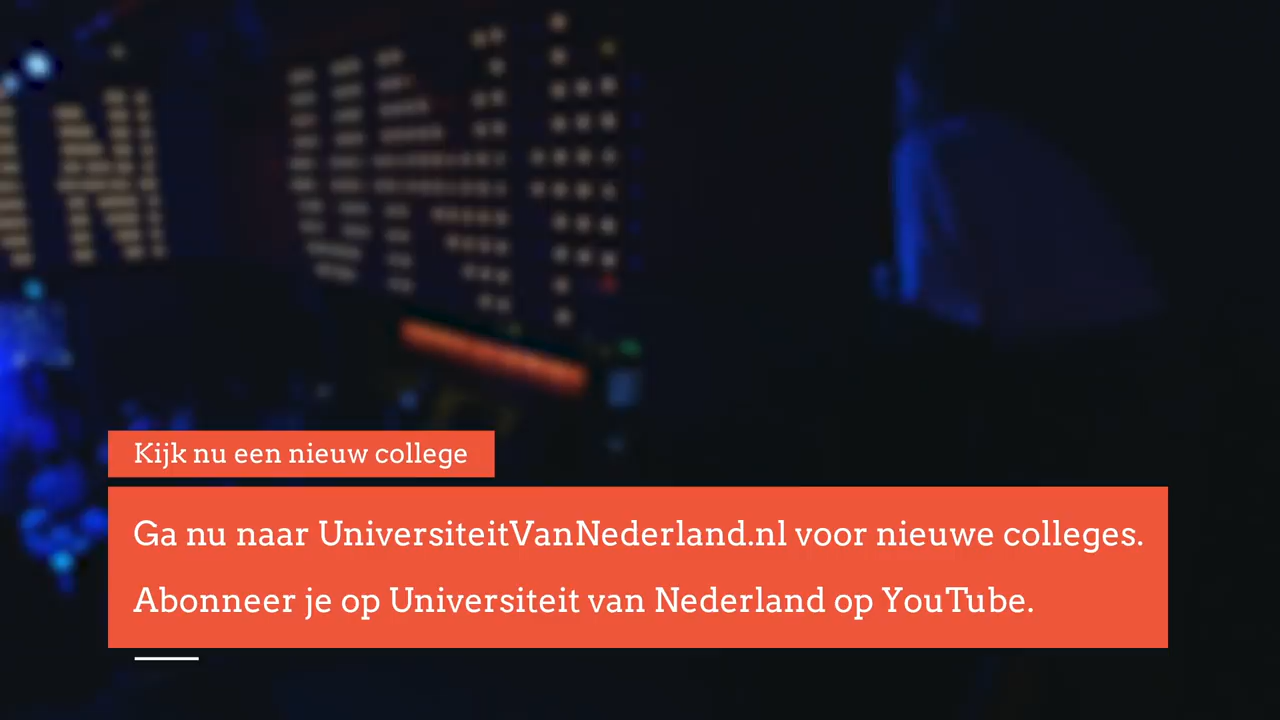 Kijk nu een nieuw college
Ga nu naar UniversiteitVanNederland.nl voor nieuwe colleges.
Abonneer je op Universiteit van Nederland op YouTube.